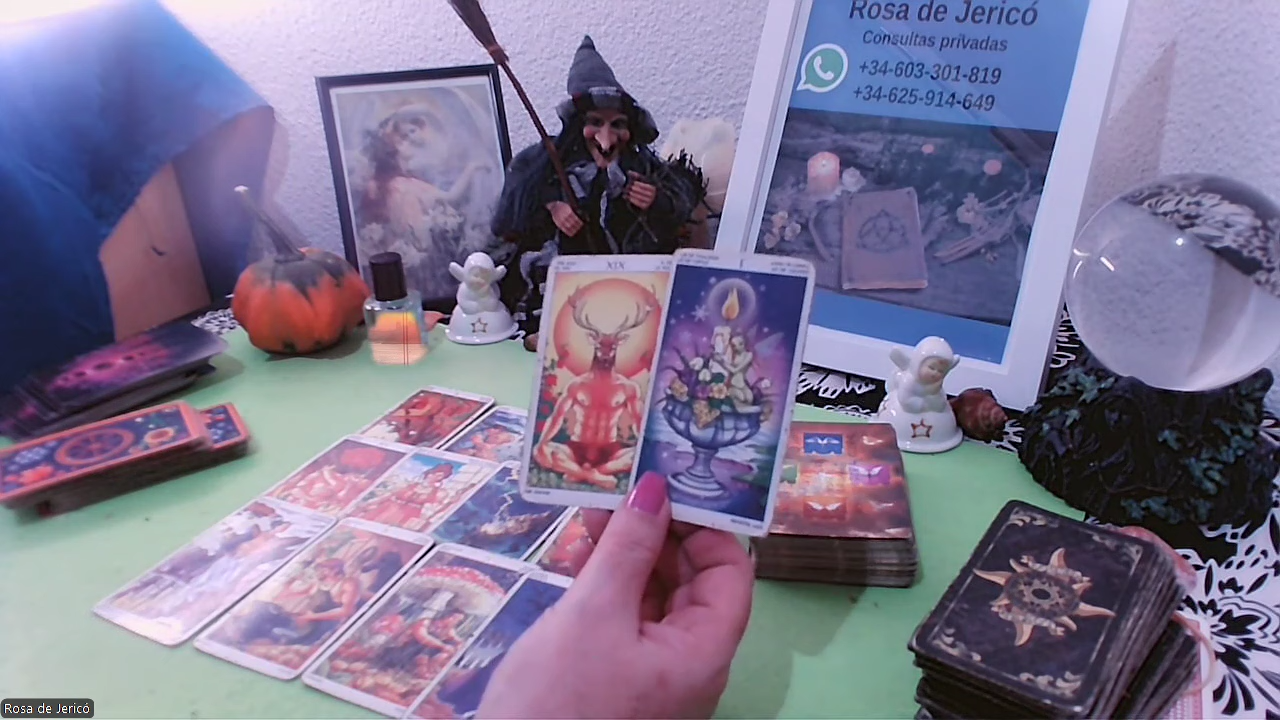 Rosa de Jericó
Consultas privadas
+34-603-301-819
+34-625-914-649
XIX
Rosa de Jericó